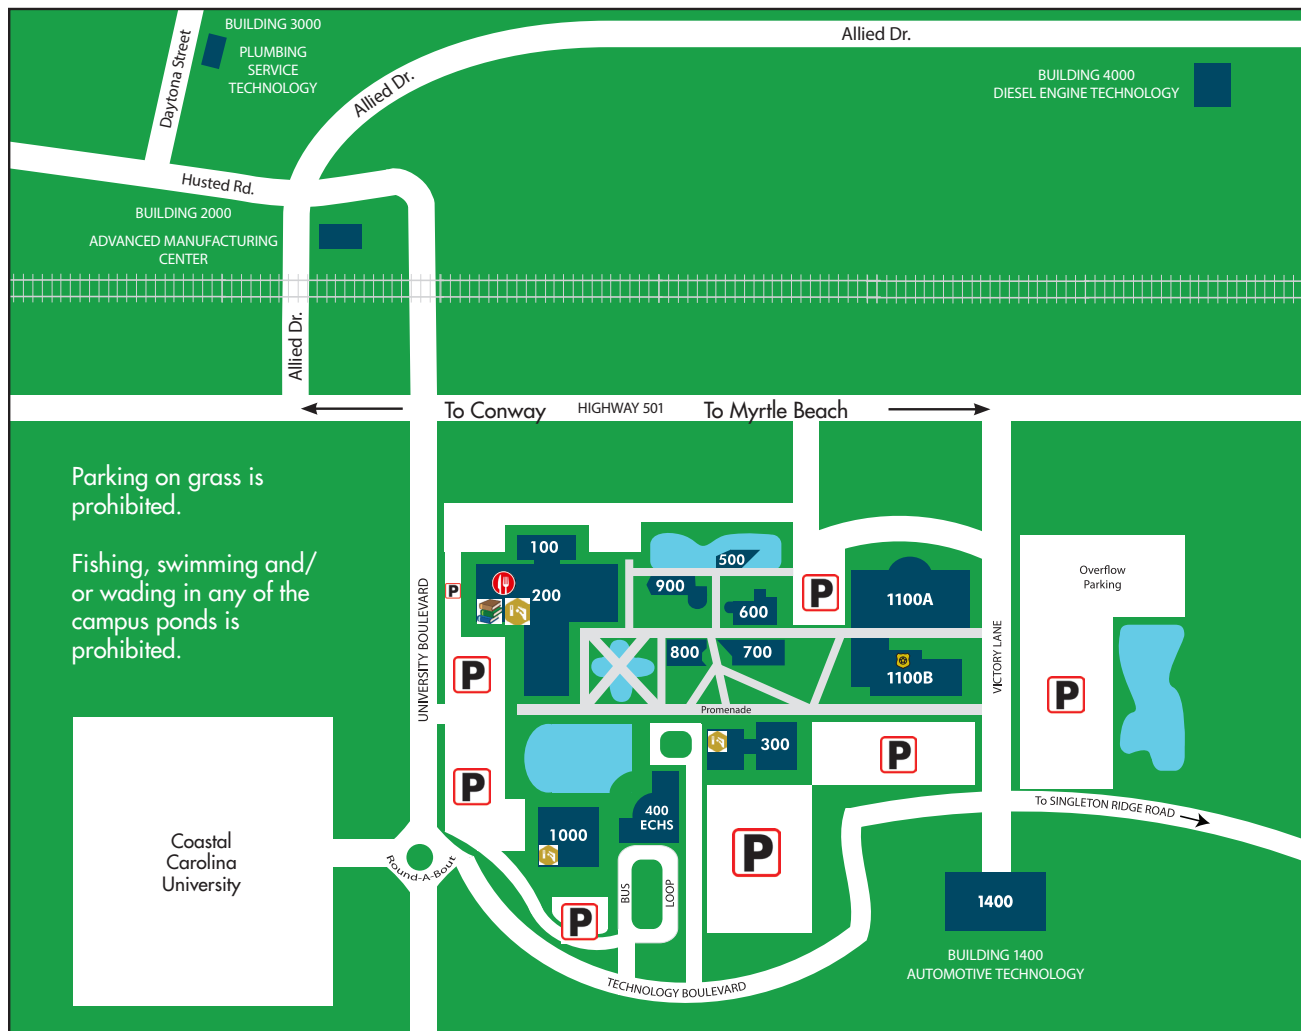 BUILDING 3000
PLUMBING
SERVICE
TECHNOLOGY
Daytona Street
Allied Dr.
Allied Dr.
BUILDING 4000
DIESEL ENGINE TECHNOLOGY
Husted Rd.
BUILDING 2000
ADVANCED MANUFACTURING
CENTER
Allied Dr.
To Conway
HIGHWAY 501
To Myrtle Beach
Parking on grass is
prohibited.
Fishing, swimming and/
or wading in any of the
campus ponds is
prohibited.
UNIVERSITY BOULEVARD
100
200
P
500
900
600
P
1100A
Overflow
Parking
800
700
1100B
VICTORY LANE
P
P
Promenade
300
P
P
400
ECHS
1000
P
To SINGLETON RIDGE ROAD
Coastal
Carolina
University
Round-A-Bout
BUS
LOOP
P
1400
BUILDING 1400
AUTOMOTIVE TECHNOLOGY
TECHNOLOGY BOULEVARD